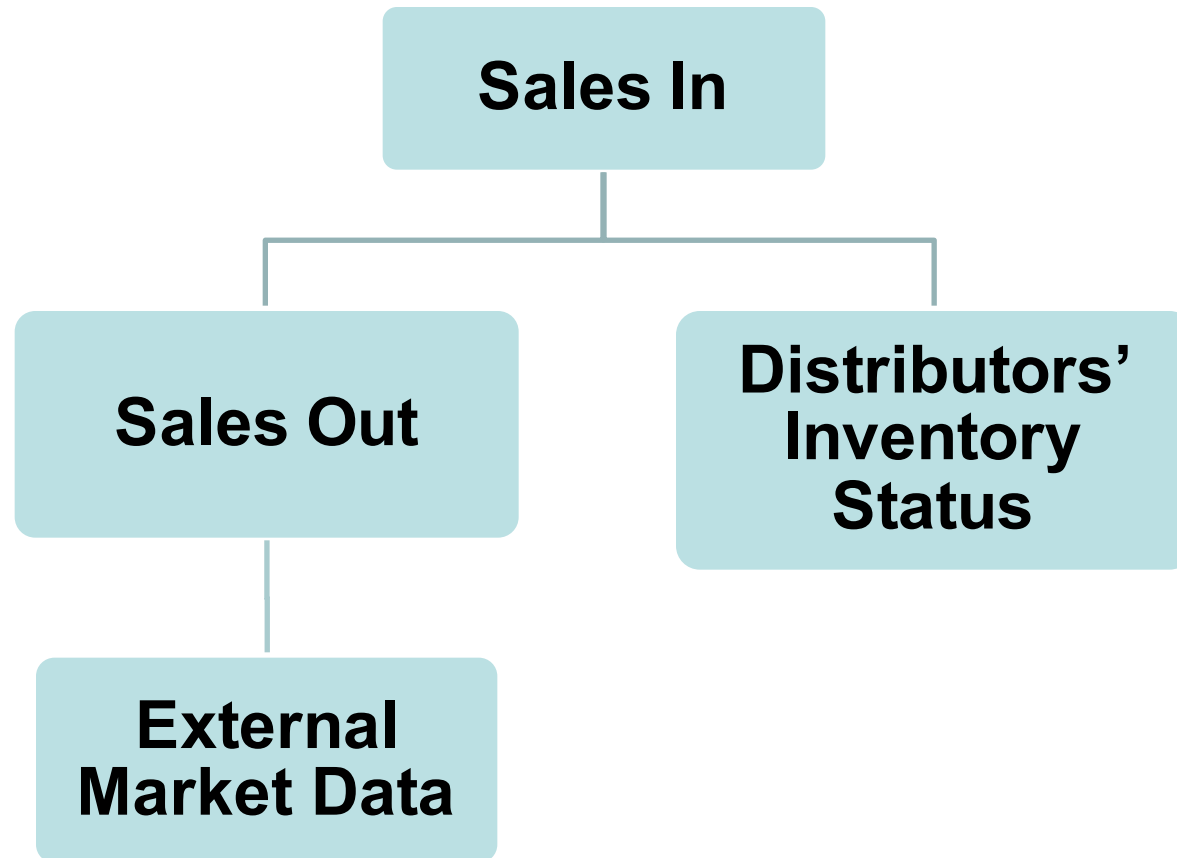 Sales In
Sales Out
Distributors’
Inventory
Status
External
Market Data